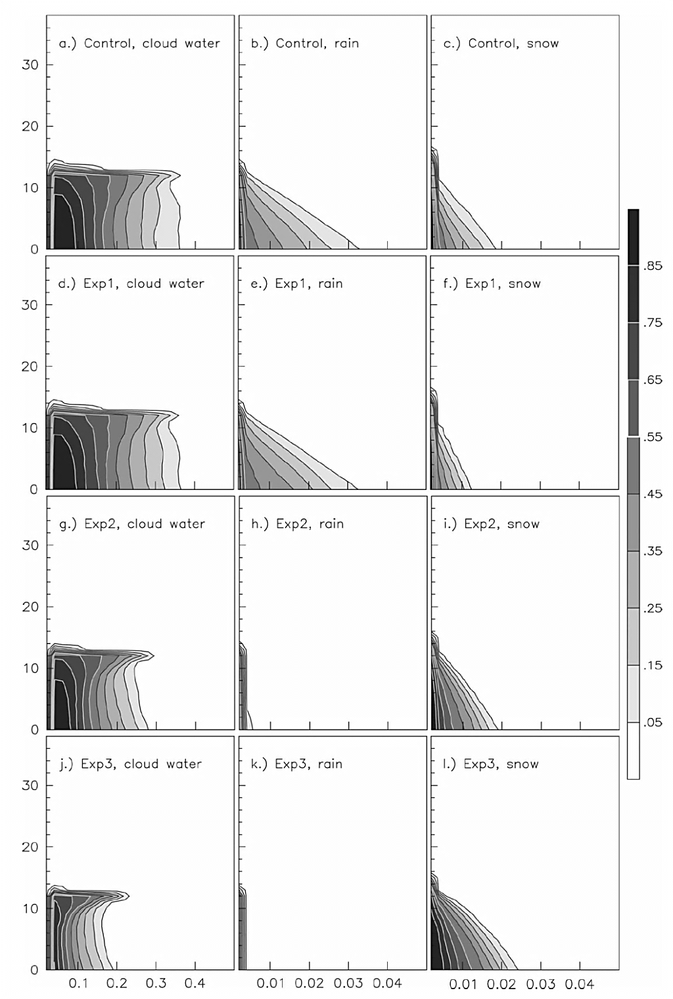 a.) Control, cloud water
b.) Control, rain
c.) Control, snow
30
20
10
0
d.) Exp1, cloud water
e.) Exp1, rain
f.) Exp1, snow
30
20
10
0
g.) Exp2, cloud water
h.) Exp2, rain
i.) Exp2, snow
30
20
10
0
j.) Exp3, cloud water
k.) Exp3, rain
l.) Exp3, snow
30
20
10
0
0.1 0.2 0.3 0.4
0.01 0.02 0.03 0.04
0.01 0.02 0.03 0.04
.85
.75
.65
.55
.45
.35
.25
.15
.05